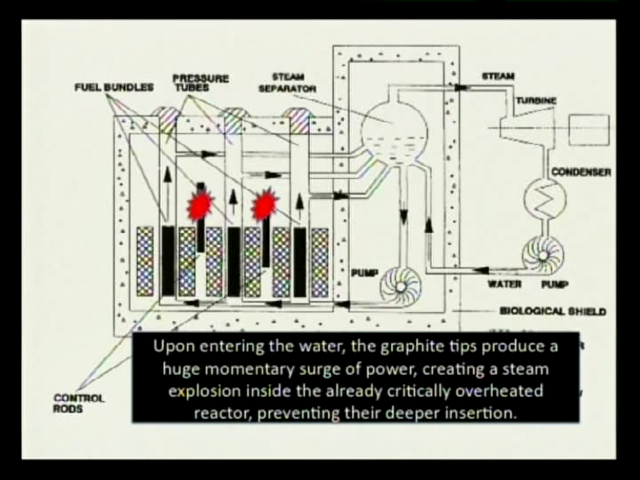 FUEL BUNDLES
PRESSURE
TUBES
STEAM
SEPARATOR
STEAM
TURBINE
CONDENSER
PUMP
WATER
PUMP
BIOLOGICAL SHIELD
Upon entering the water, the graphite tips produce a
huge momentary surge of power, creating a steam
explosion inside the already critically overheated
reactor, preventing their deeper insertion.
CONTROL
RODS